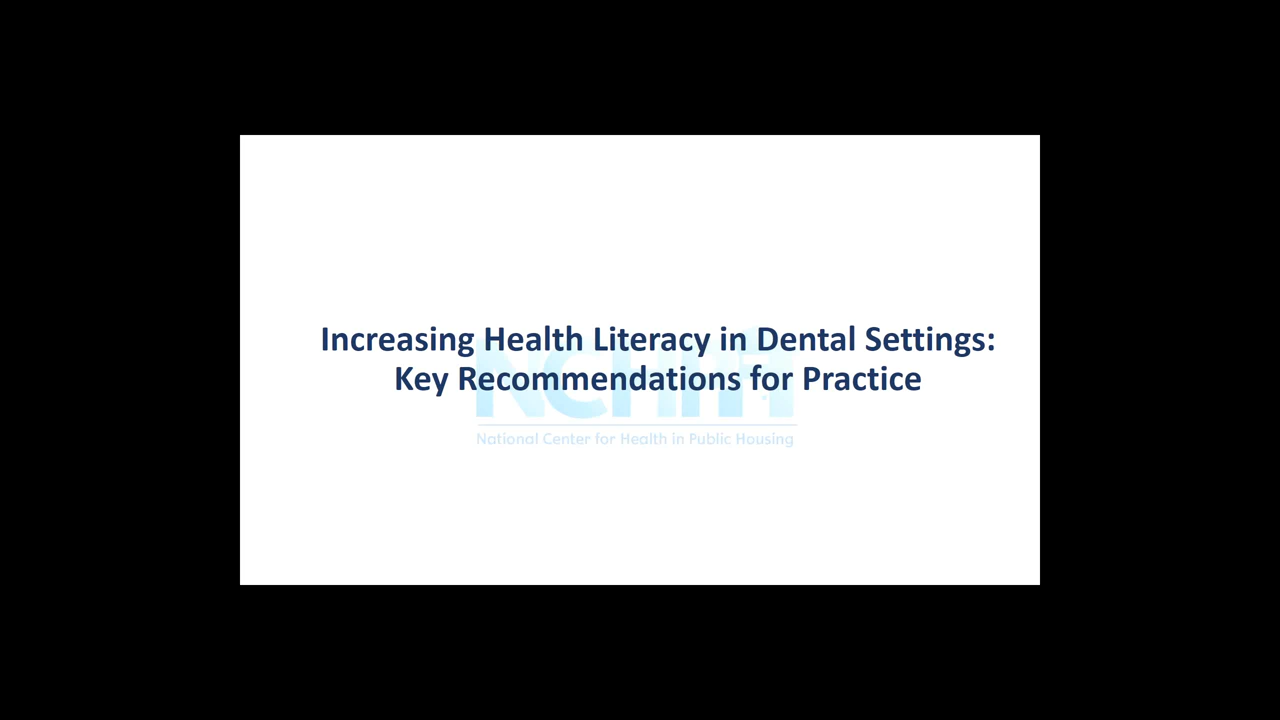 Increasing Health Literacy in Dental Settings:
Key Recommendations for Practice
NCHPH
National Center for Health in Public Housing